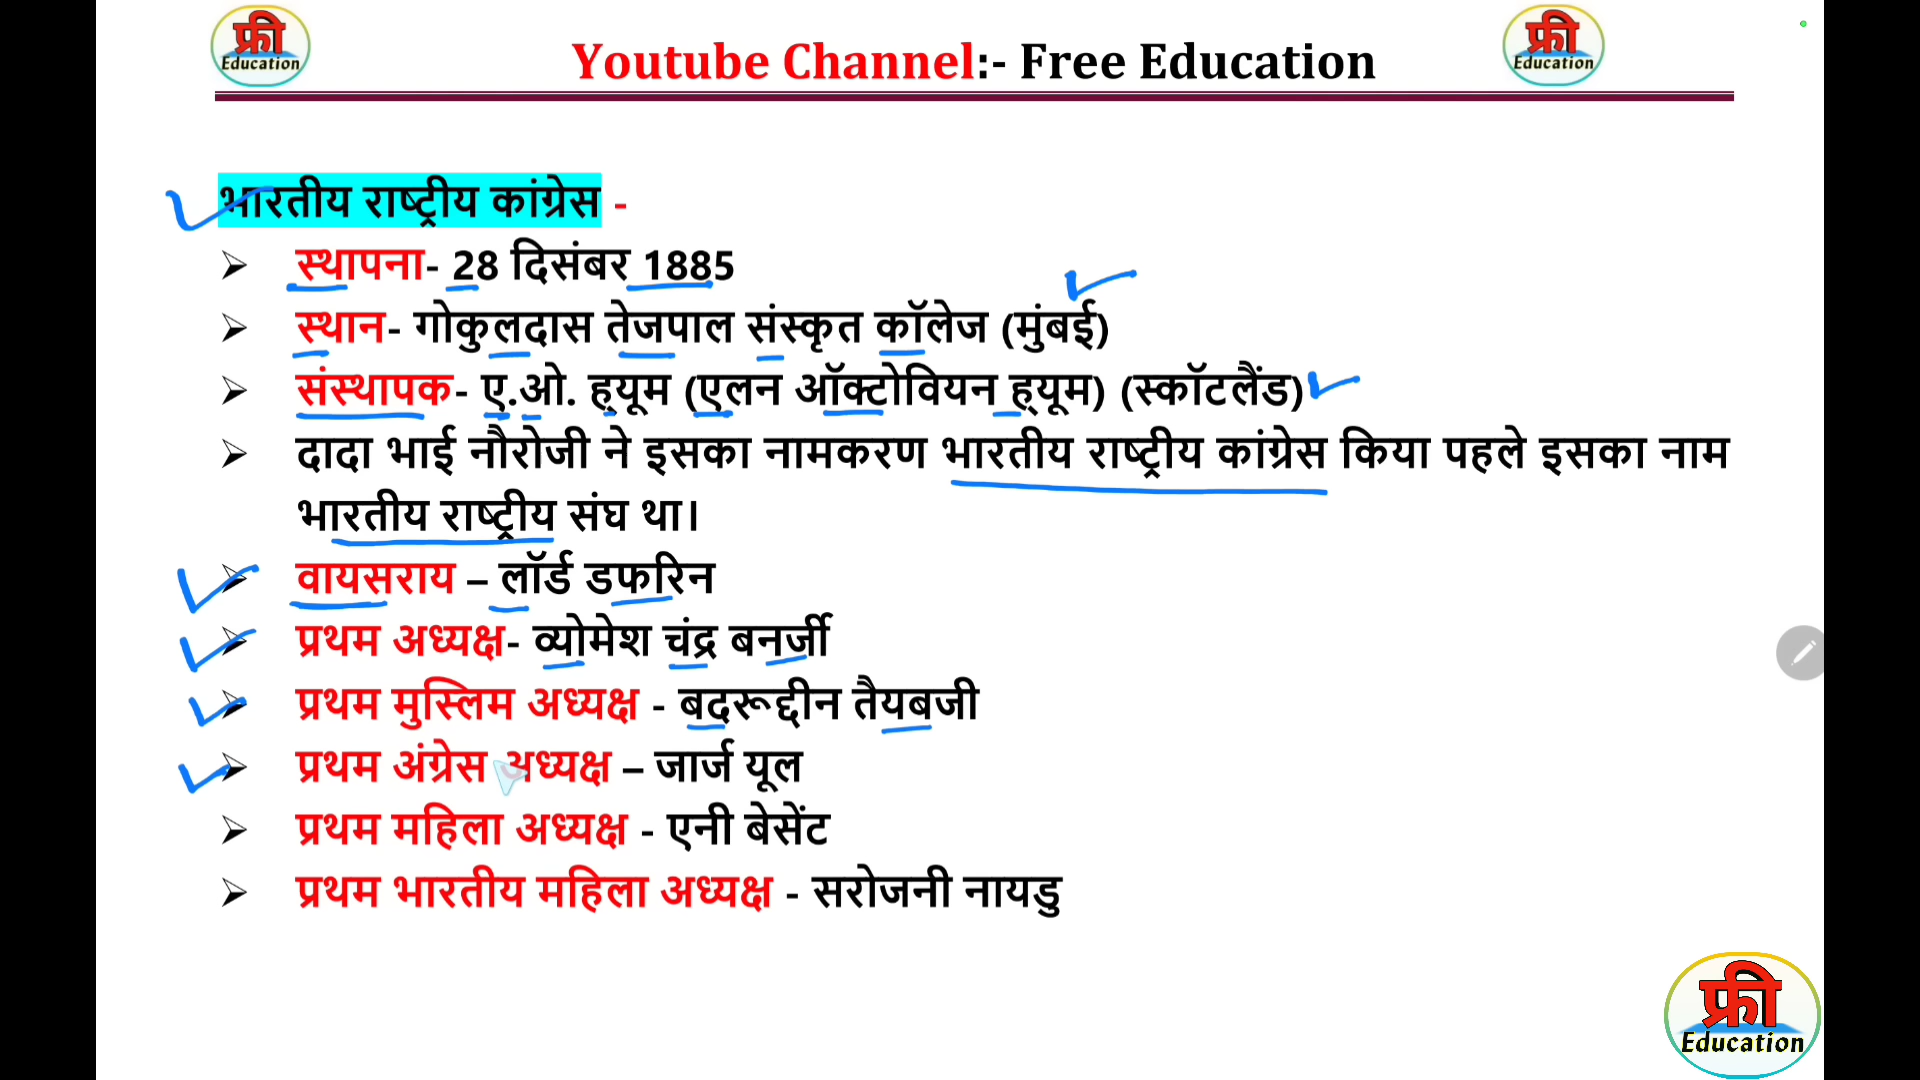 फ्री
Education
Youtube Channel:- Free Education
फ्री
Education
भारतीय राष्ट्रीय कांग्रेस -
स्थापना- 28 दिसंबर 1885
स्थान- गोकुलदास तेजपाल संस्कृत कॉलेज (मुंबई)
संस्थापक- ए.ओ. ह्यूम (एलन ऑक्टोवियन ह्यूम) (स्कॉटलैंड)
दादा भाई नौरोजी ने इसका नामकरण भारतीय राष्ट्रीय कांग्रेस किया पहले इसका नाम
भारतीय राष्ट्रीय संघ था।
वायसराय – लॉर्ड डफरिन
प्रथम अध्यक्ष- व्योमेश चंद्र बनर्जी
प्रथम मुस्लिम अध्यक्ष - बदरूद्दीन तैयबजी
प्रथम अंग्रेस अध्यक्ष – जार्ज यूल
प्रथम महिला अध्यक्ष - एनी बेसेंट
प्रथम भारतीय महिला अध्यक्ष - सरोजनी नायडु
फ्री
Education